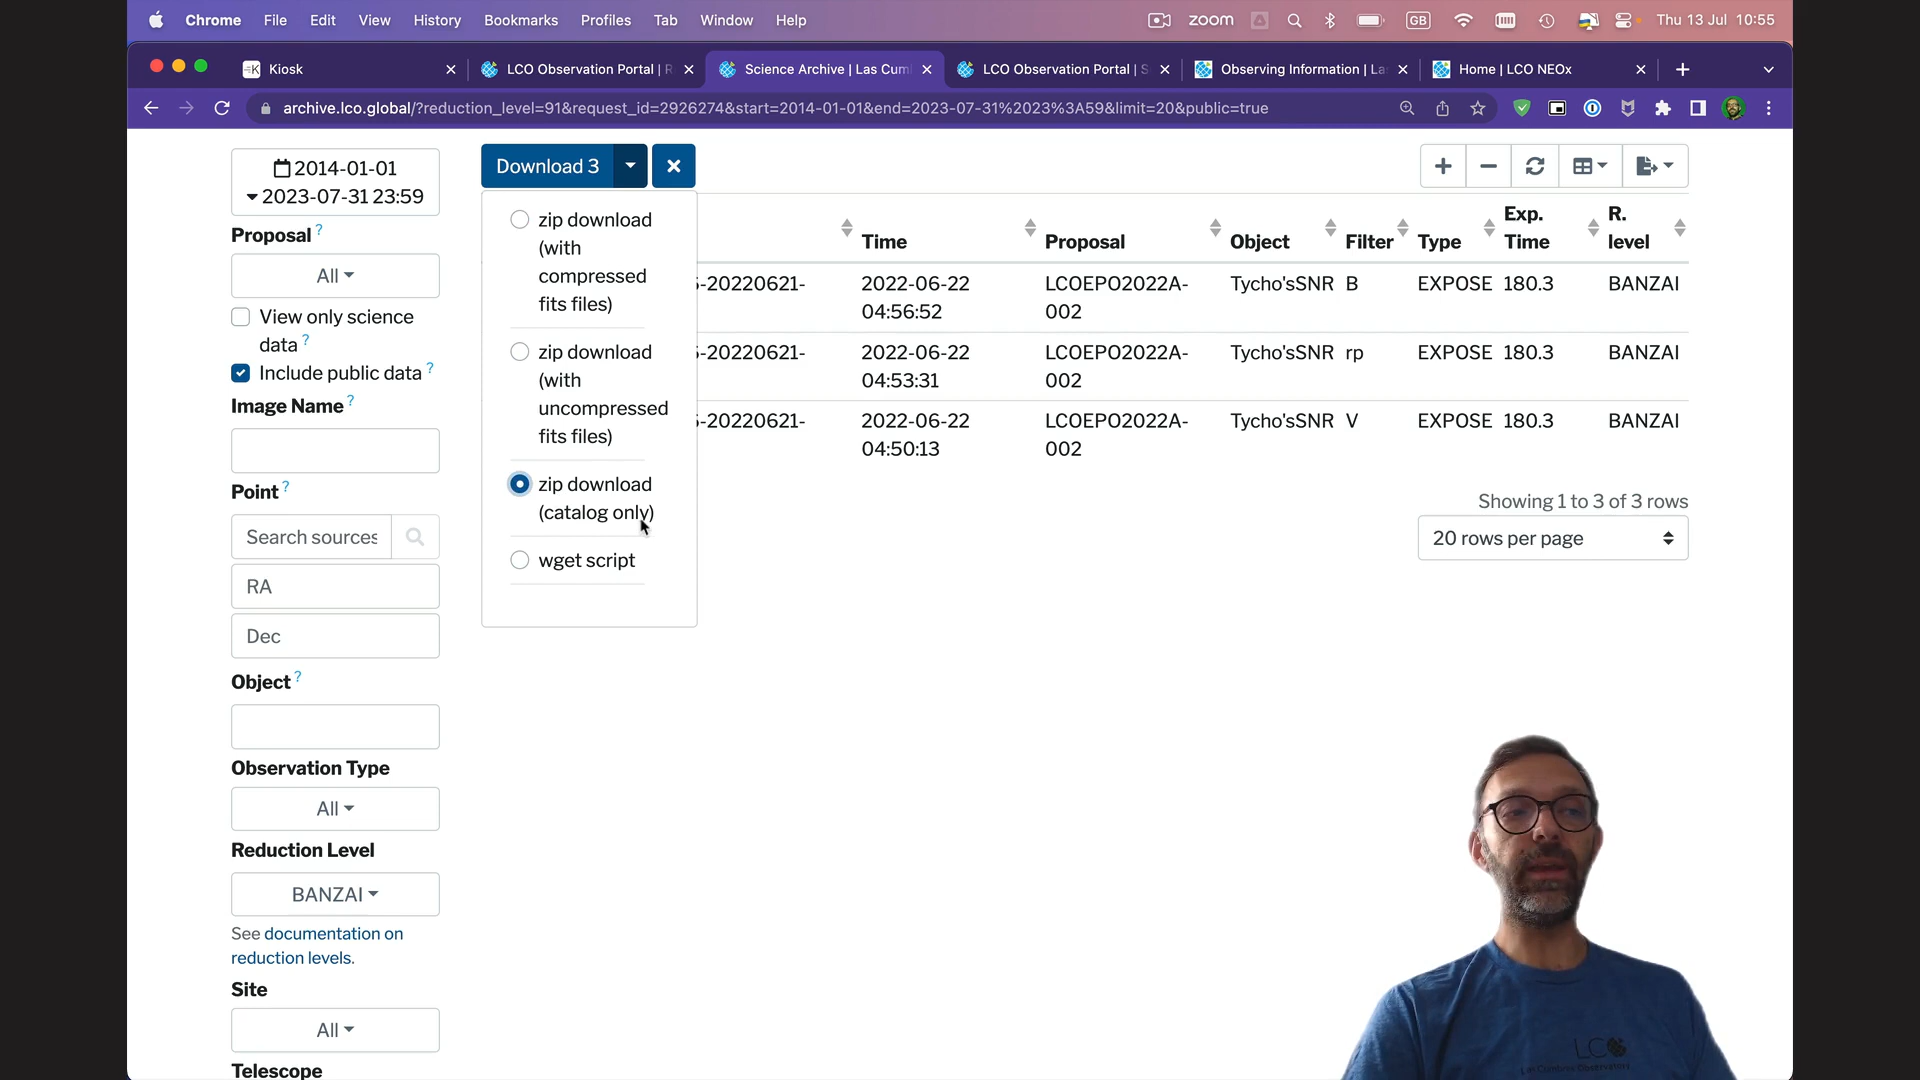 Chrome File Edit View History Bookmarks Profiles Tab Window Help zoom GB Thu 13 Jul 10:55
Kiosk LCO Observation Portal | R Science Archive | Las Cum LCO Observation Portal | S Observing Information | La Home | LCO NEOx
archive.lco.global/?reduction_level=91&request_id=2926274&start=2014-01-01&end=2023-07-31%2023%3A59&limit=20&public=true
2014-01-01
2023-07-31 23:59
Proposal ?
All
View only science
data ?
Include public data ?
Image Name ?
Point ?
Search sources
RA
Dec
Object ?
Observation Type
All
Reduction Level
BANZAI
See documentation on
reduction levels.
Site
All
Telescope
Download 3
zip download
(with
compressed
fits files)
zip download
(with
uncompressed
fits files)
zip download
(catalog only)
wget script
Time Proposal Object Filter Type Exp. Time R. level
-20220621- 2022-06-22 LCOEPO2022A- Tycho'sSNR B EXPOSE 180.3 BANZAI
04:56:52 002
-20220621- 2022-06-22 LCOEPO2022A- Tycho'sSNR rp EXPOSE 180.3 BANZAI
04:53:31 002
-20220621- 2022-06-22 LCOEPO2022A- Tycho'sSNR V EXPOSE 180.3 BANZAI
04:50:13 002
Showing 1 to 3 of 3 rows
20 rows per page
LCO
Las Cumbres Observatory